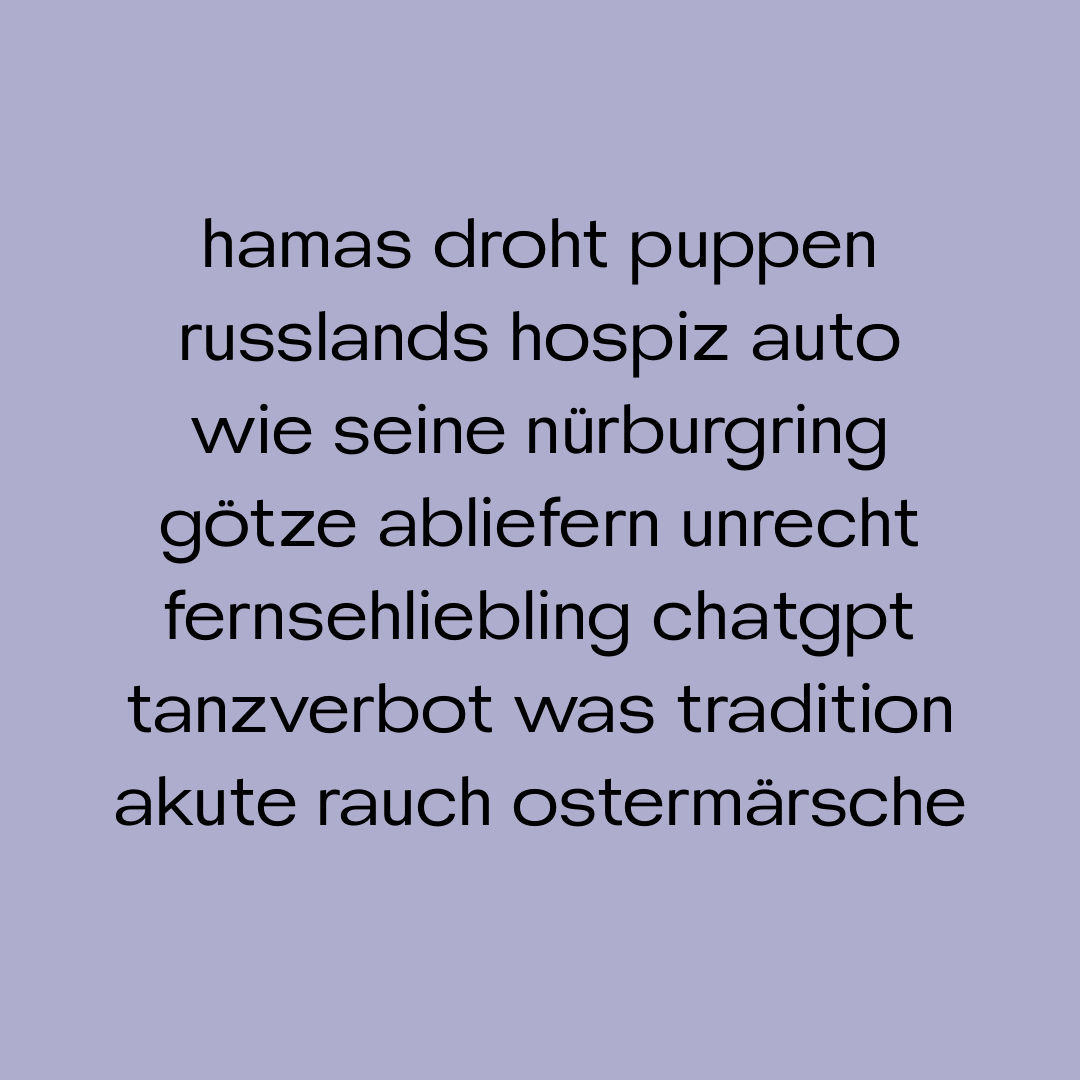 hamas droht puppen
russlands hospiz auto
wie seine nürburgring
götze abliefern unrecht
fernsehliebling chatgpt
tanzverbot was tradition
akute rauch ostermärsche